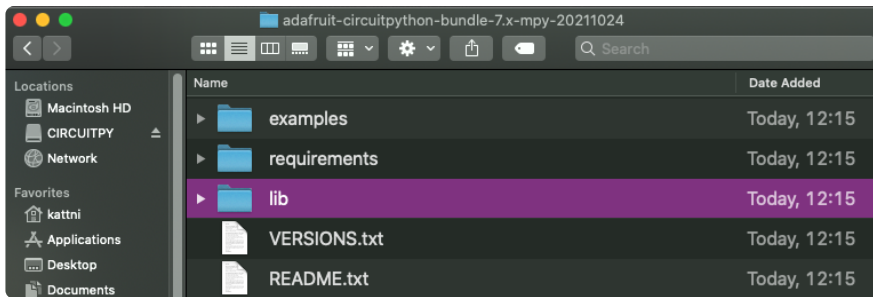 adafruit-circuitpython-bundle-7.x-mpy-20211024
Search
Locations
Macintosh HD
CIRCUITPY
Network
Favorites
kattni
Applications
Desktop
Documents
Name Date Added
examples Today, 12:15
requirements Today, 12:15
lib Today, 12:15
VERSIONS.txt Today, 12:15
README.txt Today, 12:15